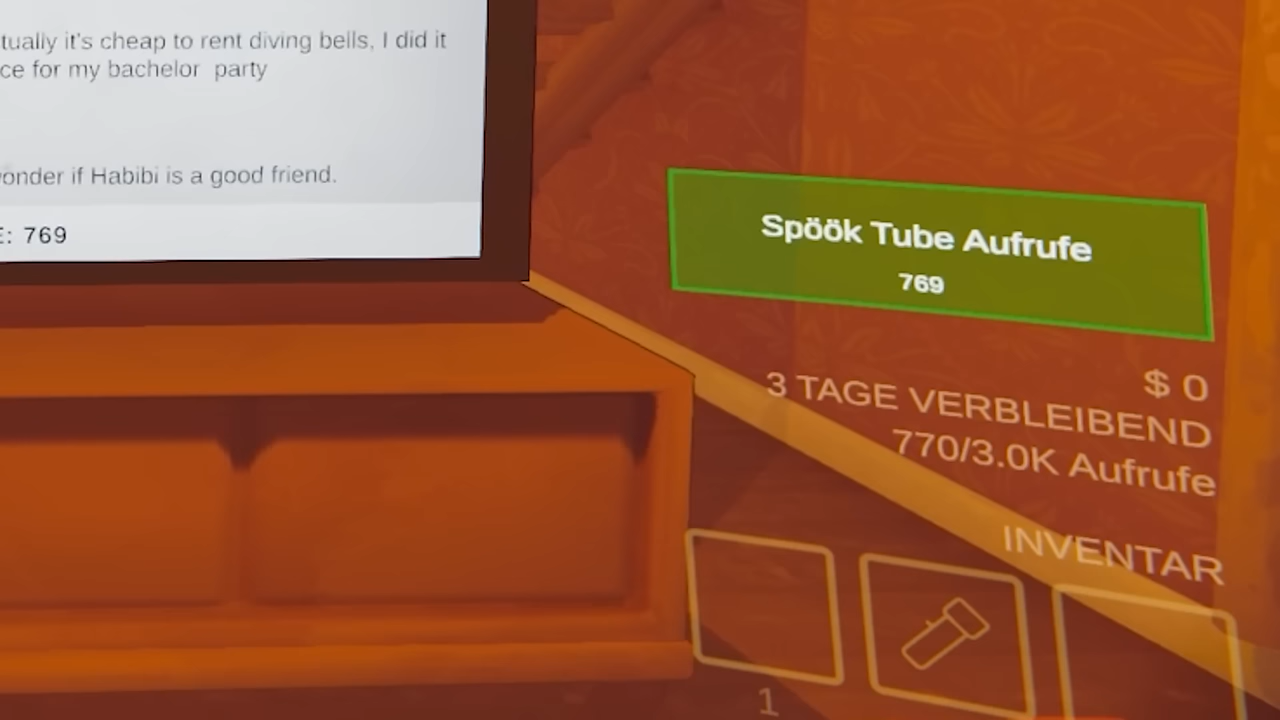 tually it's cheap to rent diving bells, I did it
ce for my bachelor party
onder if Habibi is a good friend.
E: 769
Spöök Tube Aufrufe
769
$ 0
3 TAGE VERBLEIBEND
770/3.0K Aufrufe
INVENTAR
1